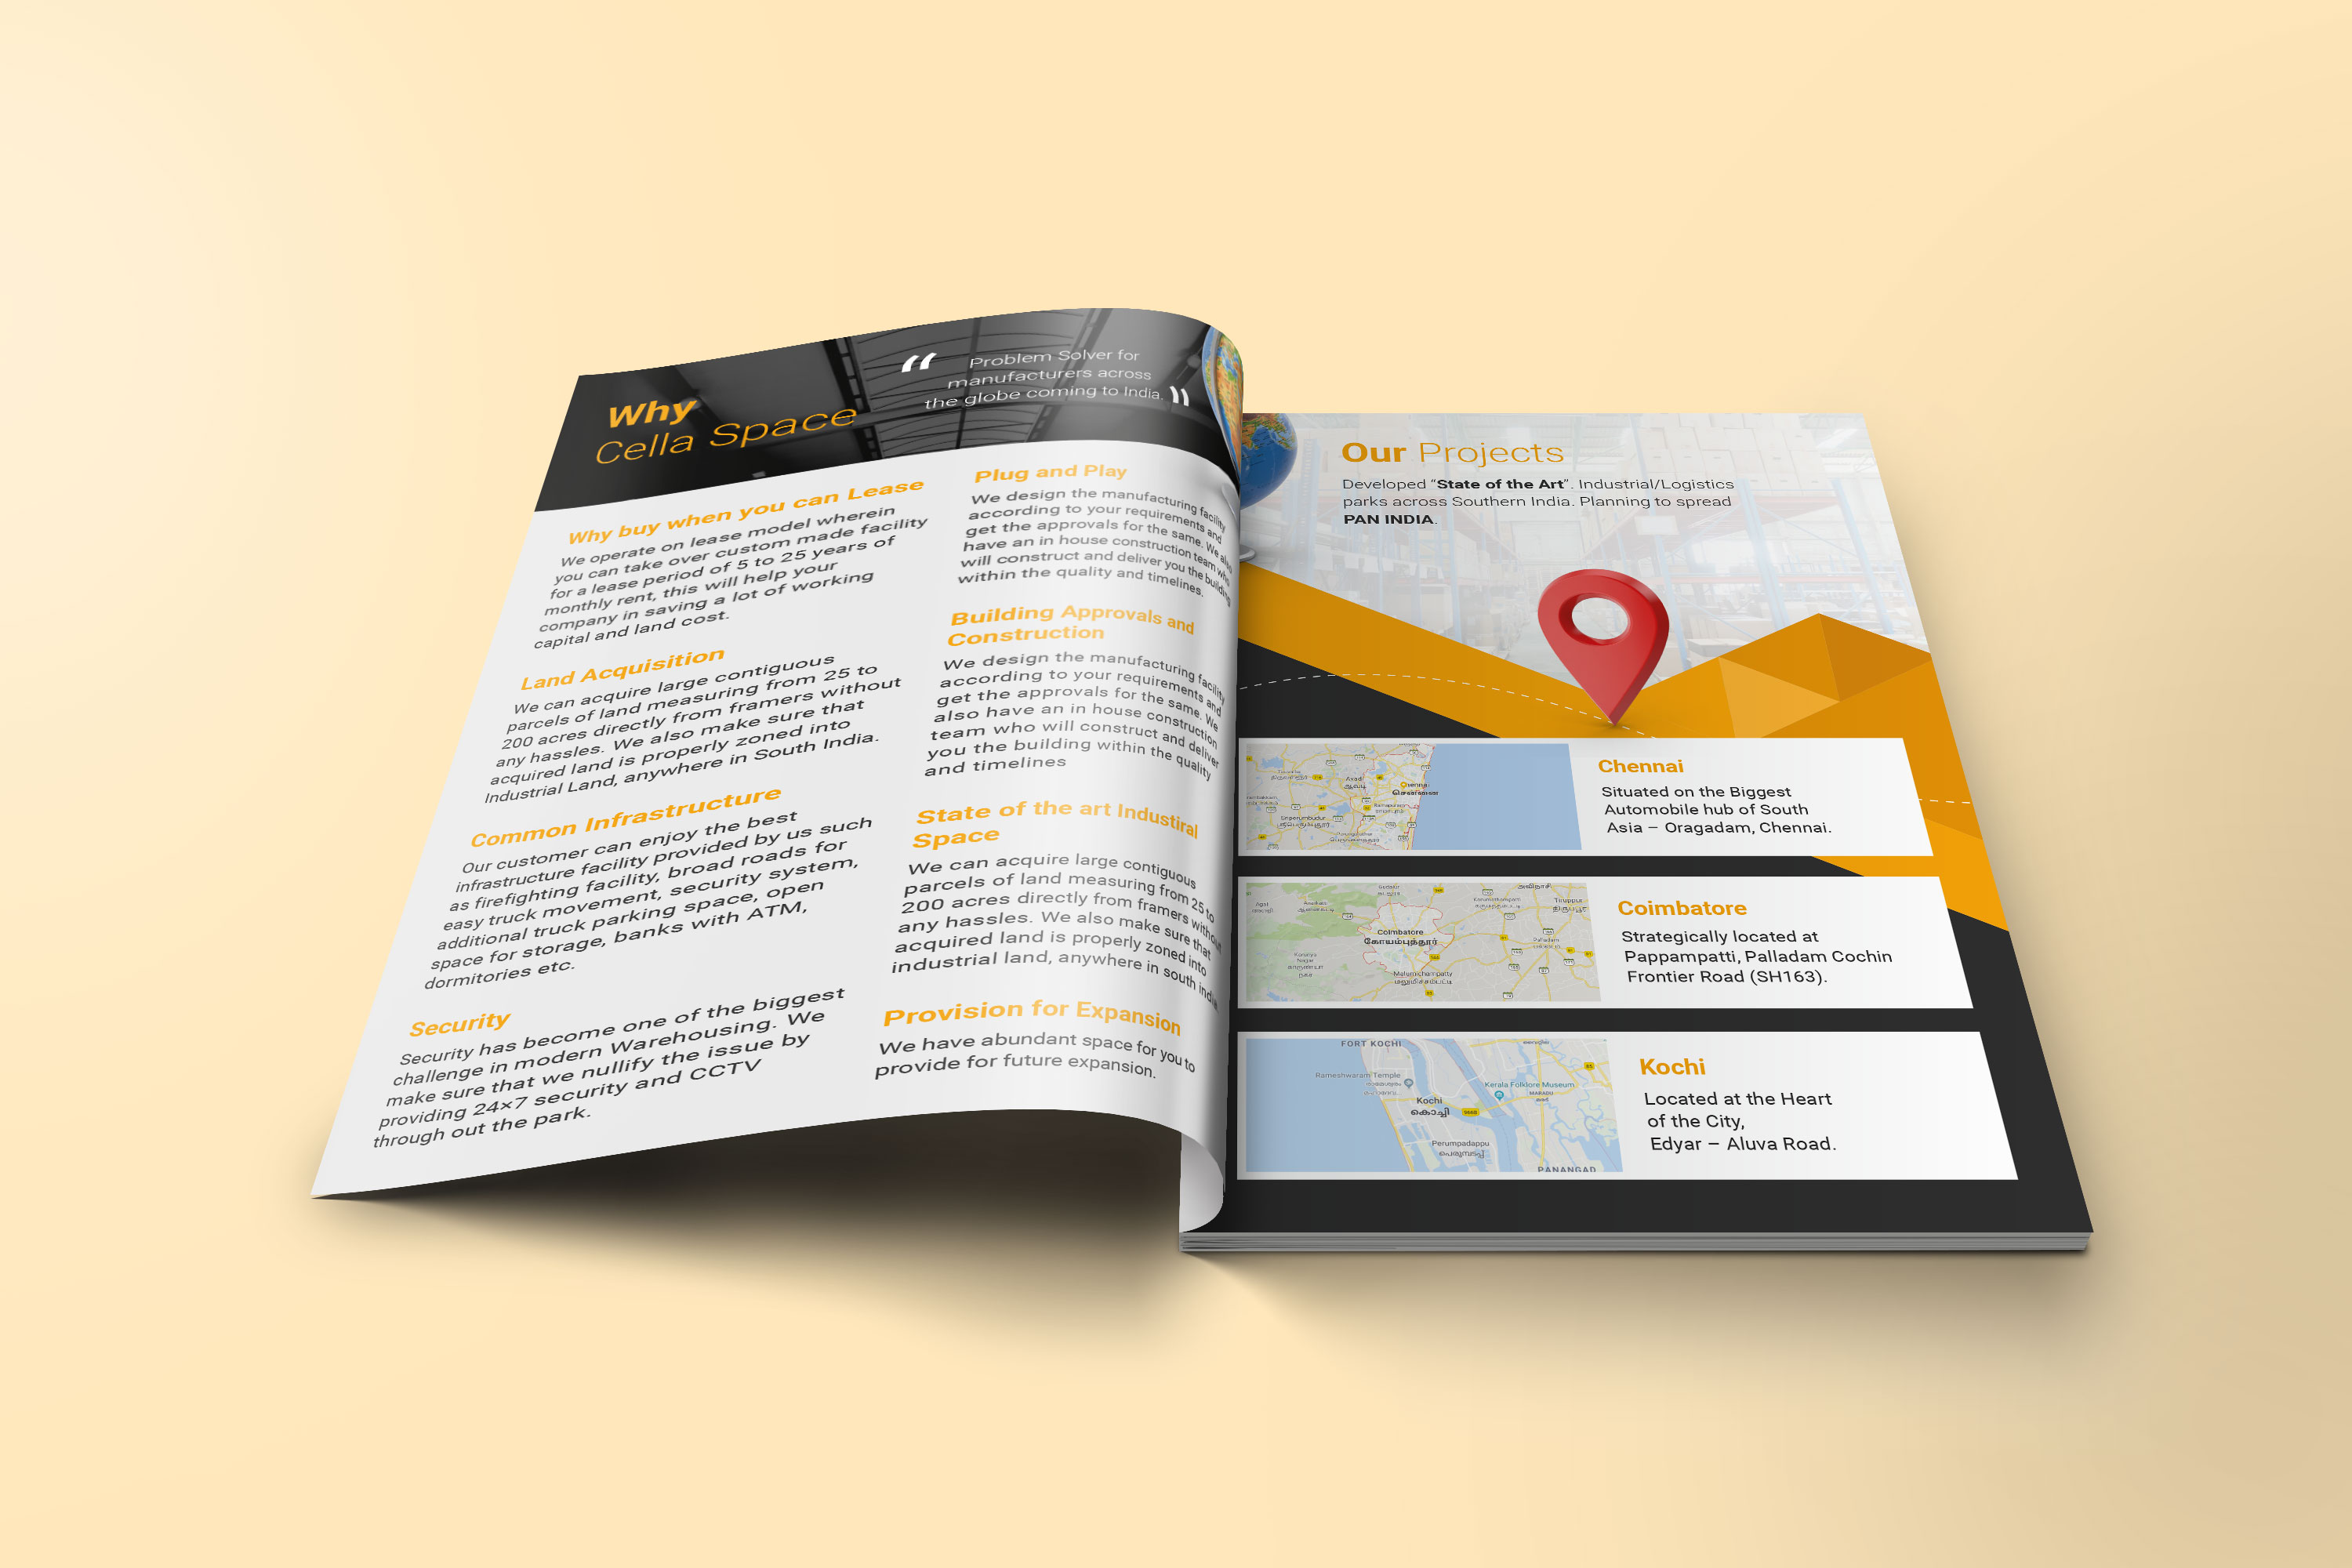 Why
Cella Space
“ Problem Solver for
manufacturers across
the globe coming to India. ”
Why buy when you can Lease
We operate on lease model wherein
you can take over custom made facility
for a lease period of 5 to 25 years of
monthly rent, this will help your
company in saving a lot of working
capital and land cost.
Land Acquisition
We can acquire large contiguous
parcels of land measuring from 25 to
200 acres directly from framers without
any hassles. We also make sure that
acquired land is properly zoned into
Industrial Land, anywhere in South India.
Common Infrastructure
Our customer can enjoy the best
infrastructure facility provided by us such
as firefighting facility, broad roads for
easy truck movement, security system,
additional truck parking space, open
space for storage, banks with ATM,
dormitories etc.
Security
Security has become one of the biggest
challenge in modern Warehousing. We
make sure that we nullify the issue by
providing 24×7 security and CCTV
through out the park.
Plug and Play
We design the manufacturing facility
according to your requirements and
get the approvals for the same. We also
have an in house construction team who
will construct and deliver you the building
within the quality and timelines.
Building Approvals and
Construction
We design the manufacturing facility
according to your requirements and
get the approvals for the same. We
also have an in house construction
team who will construct and deliver
you the building within the quality
and timelines
State of the art Industiral
Space
We can acquire large contiguous
parcels of land measuring from 25 to
200 acres directly from framers without
any hassles. We also make sure that
acquired land is properly zoned into
industrial land, anywhere in south india
Provision for Expansion
We have abundant space for you to
provide for future expansion.
Our Projects
Developed “State of the Art”. Industrial/Logistics
parks across Southern India. Planning to spread
PAN INDIA.
Avadi
ஆவடி
Chennai
சென்னை
Chennai
Situated on the Biggest
Automobile hub of South
Asia – Oragadam, Chennai.
அவிநாசி
Tiruppur
திருப்பூர்
Coimbatore
கோயம்புத்தூர்
Palladam
Malumichampatty
மலுமிச்சம்பட்டி
Coimbatore
Strategically located at
Pappampatti, Palladam Cochin
Frontier Road (SH163).
FORT KOCHI
Rameshwaram Temple
Kerala Folklore Museum
MARADU
Kochi
കൊച്ചി
966B
Perumpadappu
പെരുമ്പടപ്പ്
PANANGAD
Kochi
Located at the Heart
of the City,
Edyar – Aluva Road.